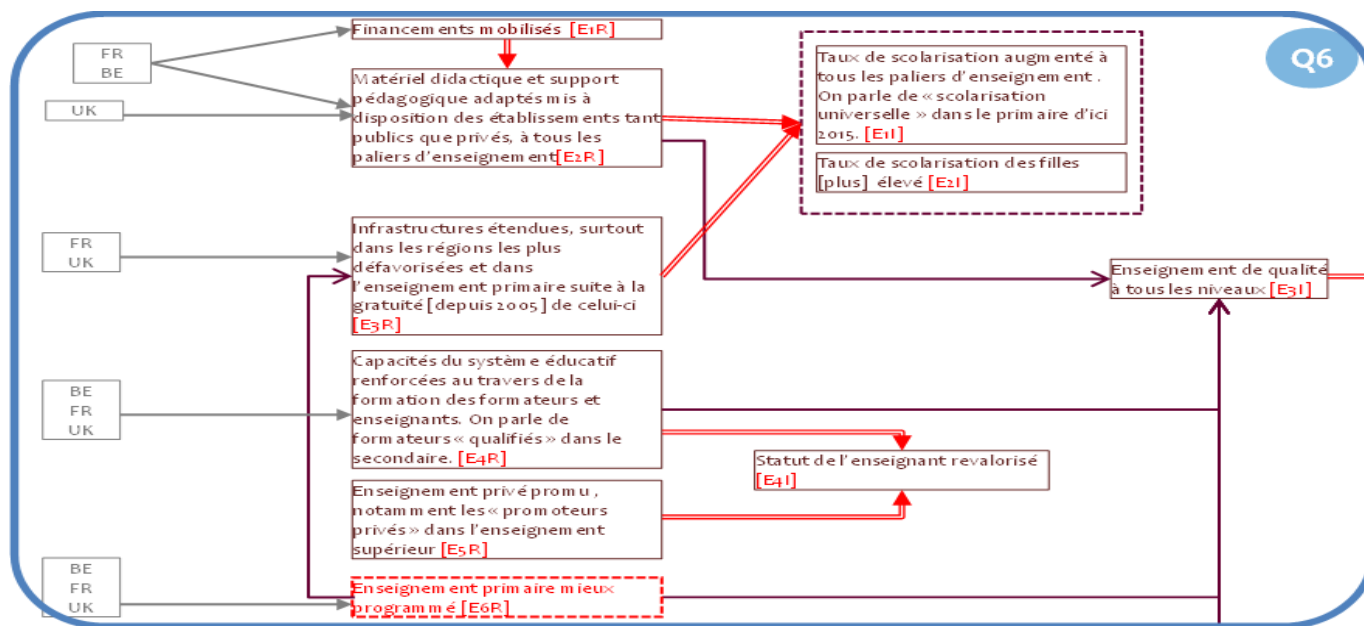 Q6
FR
BE
Financements mobilisés [E1R]
UK
Matériel didactique et support
pédagogique adaptés mis à
disposition des établissements tant
publics que privés, à tous les
paliers d'enseignement[E2R]
Taux de scolarisation augmenté à
tous les paliers d'enseignement .
On parle de « scolarisation
universelle » dans le primaire d'ici
2015. [E1I]
Taux de scolarisation des filles
[plus] élevé [E2I]
FR
UK
Infrastructures étendues, surtout
dans les régions les plus
défavorisées et dans
l'enseignement primaire suite à la
gratuité [depuis 2005] de celui-ci
[E3R]
Enseignement de qualité
à tous les niveaux [E3I]
BE
FR
UK
Capacités du système éducatif
renforcées au travers de la
formation des formateurs et
enseignants. On parle de
formateurs « qualifiés » dans le
secondaire. [E4R]
Statut de l'enseignant revalorisé
[E4I]
Enseignement privé promu ,
notamment les « promoteurs
privés » dans l'enseignement
supérieur [E5R]
BE
FR
UK
Enseignement primaire mieux
programmé [E6R]